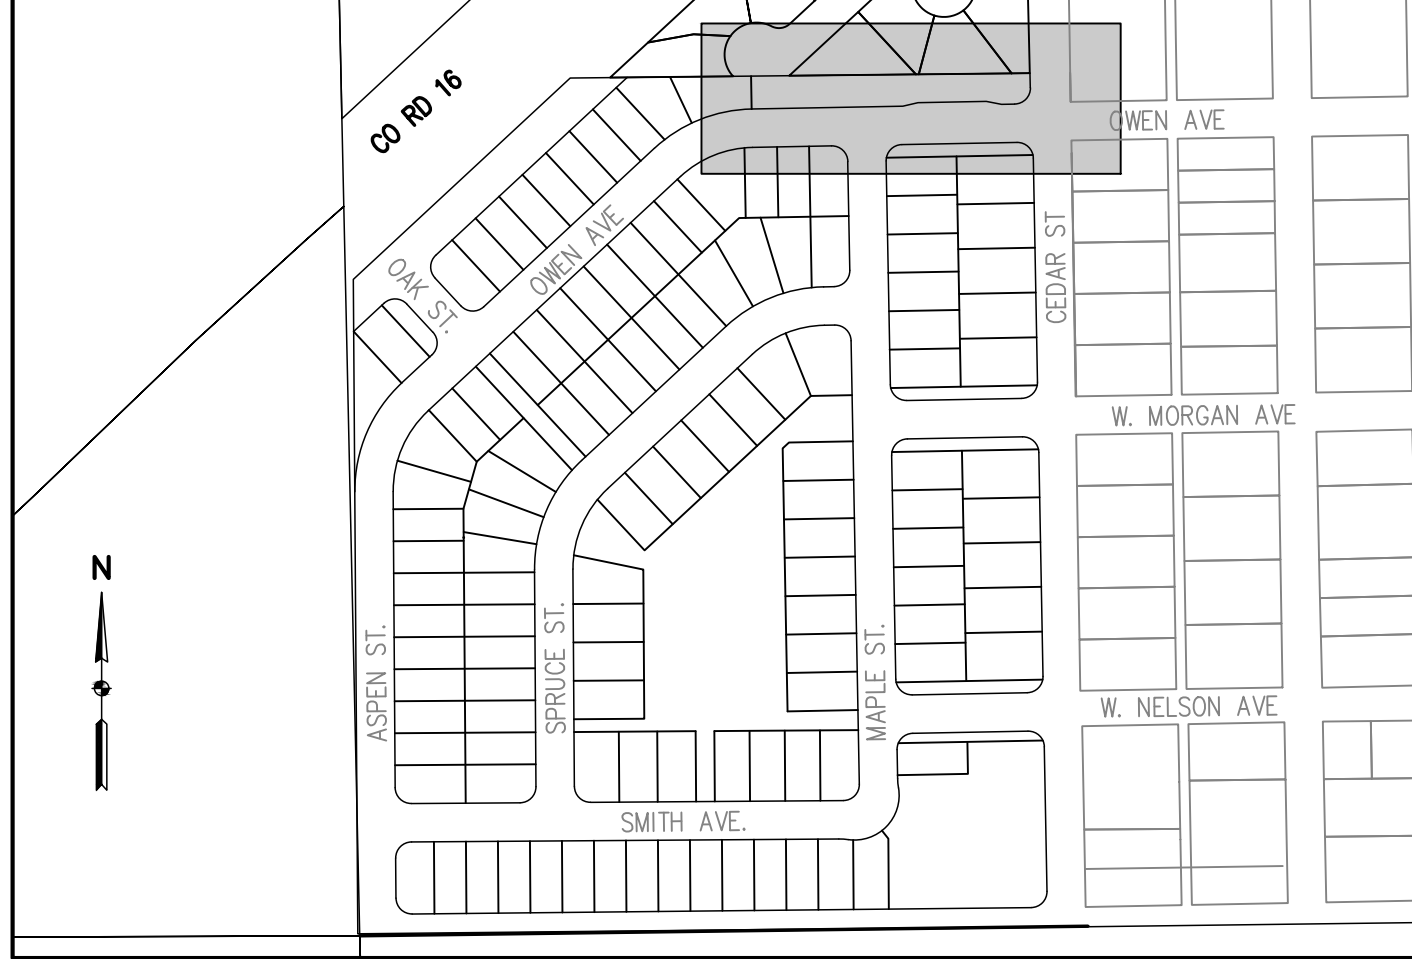 CO RD 16
OWEN AVE
OWEN AVE
OAK ST.
CEDAR ST
W. MORGAN AVE
N
ASPEN ST.
SPRUCE ST.
MAPLE ST.
W. NELSON AVE
SMITH AVE.